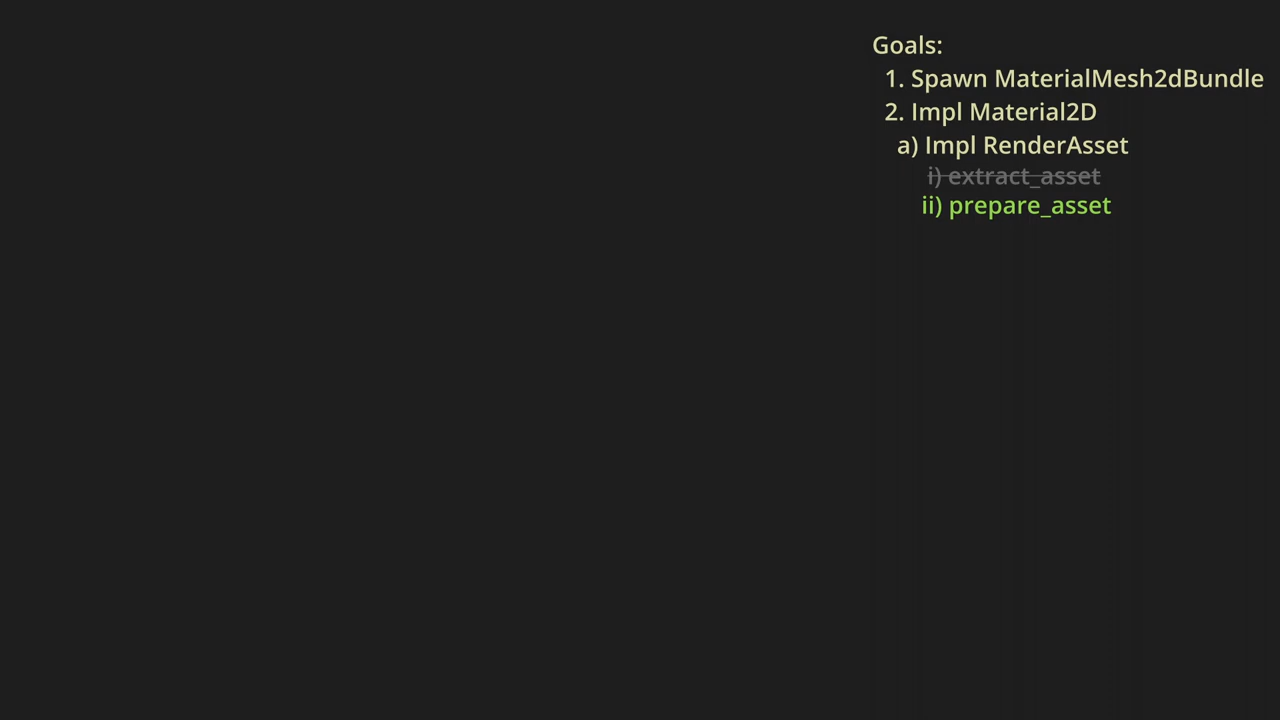 Goals:
1. Spawn MaterialMesh2dBundle
2. Impl Material2D
a) Impl RenderAsset
i) extract_asset
ii) prepare_asset